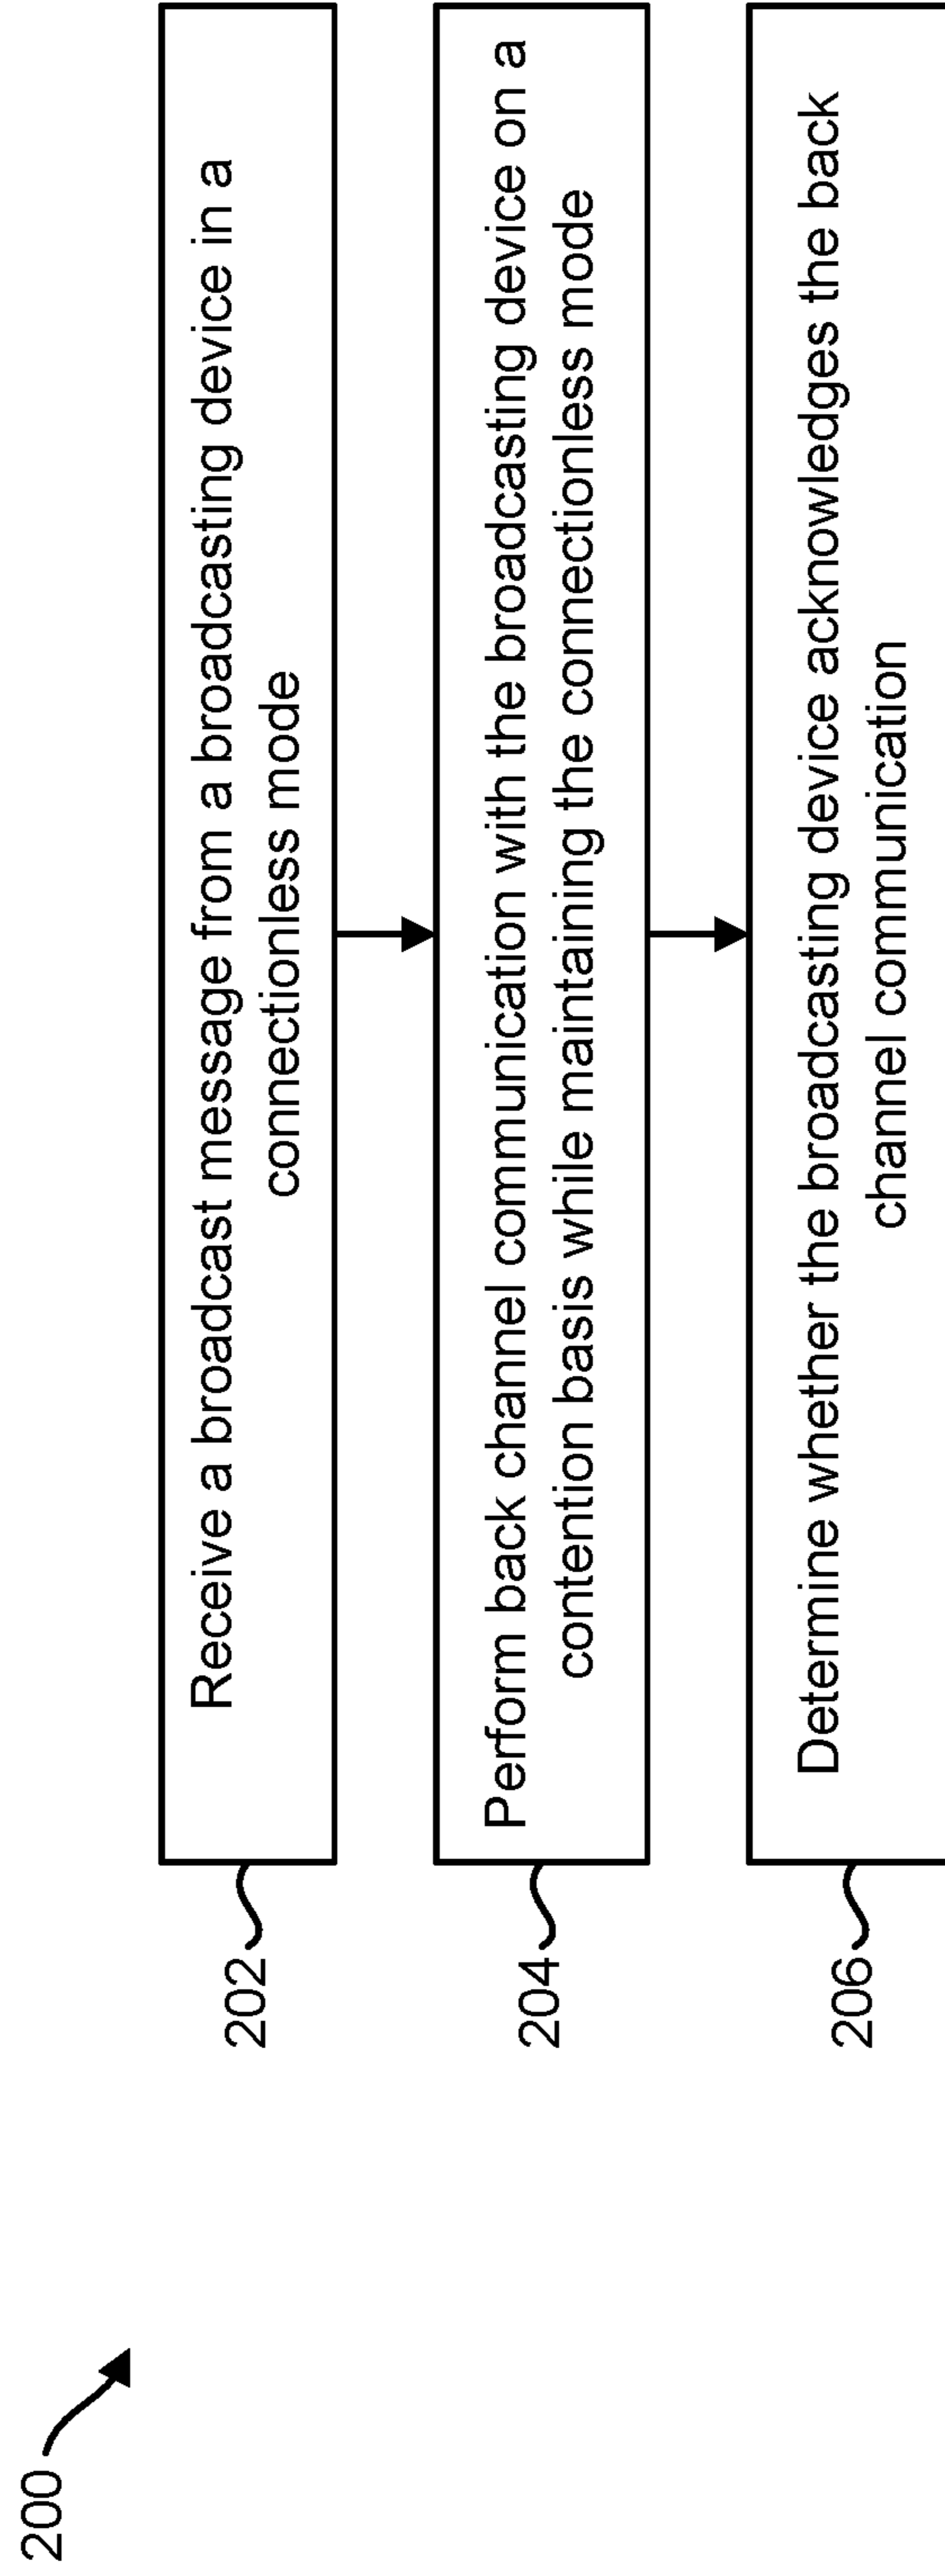 200
202
Receive a broadcast message from a broadcasting device in a
connectionless mode
204
Perform back channel communication with the broadcasting device on a
contention basis while maintaining the connectionless mode
206
Determine whether the broadcasting device acknowledges the back
channel communication